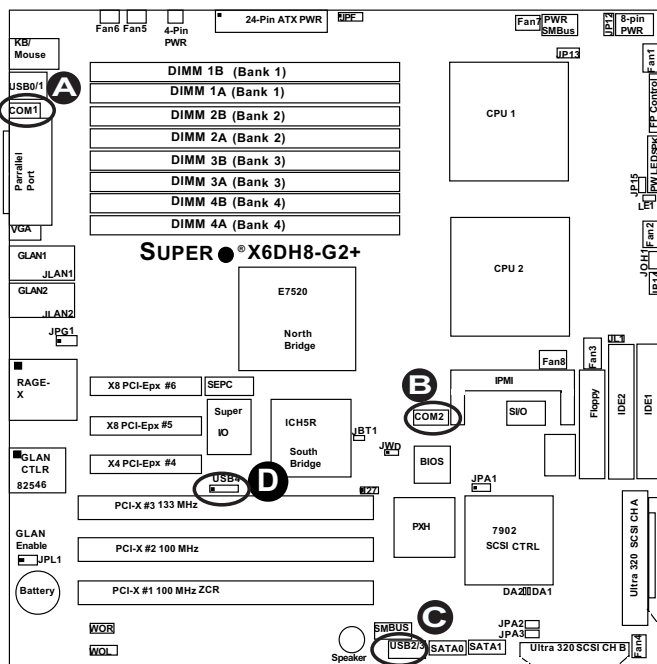 Fan6 Fan5
4-Pin PWR
24-Pin ATX PWR
JPF
Fan7
PWR SMBus
JP12
8-pin PWR
KB/ Mouse
JP13
Fan1
USB0/1
A
COM1
DIMM 1B (Bank 1)
DIMM 1A (Bank 1)
DIMM 2B (Bank 2)
DIMM 2A (Bank 2)
DIMM 3B (Bank 3)
DIMM 3A (Bank 3)
DIMM 4B (Bank 4)
DIMM 4A (Bank 4)
CPU 1
FP Control
PWLEDSPK
JP15
LE1
Parrallel Port
VGA
SUPER ● ® X6DH8-G2+
Fan2
JOH1
GLAN1
JLAN1
GLAN2
JLAN2
JPG1
E7520
North Bridge
CPU 2
JL1
Fan3
Fan8
RAGE-X
X8 PCI-Epx #6
SEPC
B
COM2
IPMI
Floppy
IDE2
IDE1
X8 PCI-Epx #5
Super I/O
ICH5R
South Bridge
JBT1
JWD
SI/O
BIOS
X4 PCI-Epx #4
GLAN CTLR 82546
USB4
D
JPA1
PCI-X #3 133 MHz
PXH
7902 SCSI CTRL
Ultra 320 SCSI CH A
GLAN Enable
JPL1
PCI-X #2 100 MHz
Battery
PCI-X #1 100 MHz ZCR
DA2 DA1
C
WOR
WOL
Speaker
SMBUS
USB2/3
SATA0
SATA1
JPA2
JPA3
Ultra 320 SCSI CH B
Fan4